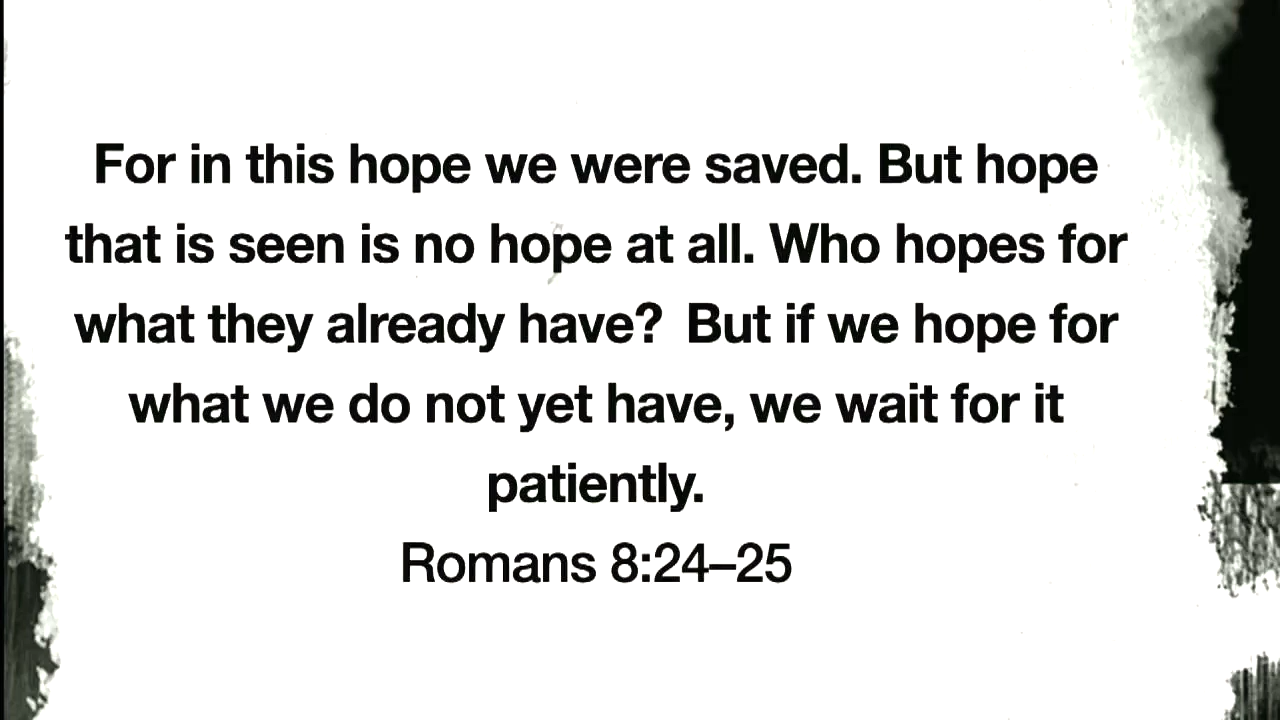 For in this hope we were saved. But hope
that is seen is no hope at all. Who hopes for
what they already have?  But if we hope for
what we do not yet have, we wait for it
patiently.
Romans 8:24–25